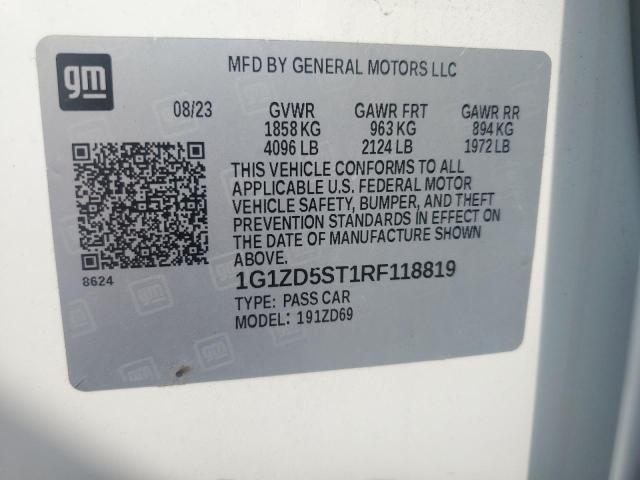 gm
MFD BY GENERAL MOTORS LLC
08/23 GVWR GAWR FRT GAWR RR
1858 KG 963 KG 894 KG
4096 LB 2124 LB 1972 LB
THIS VEHICLE CONFORMS TO ALL
APPLICABLE U.S. FEDERAL MOTOR
VEHICLE SAFETY, BUMPER, AND THEFT
PREVENTION STANDARDS IN EFFECT ON
THE DATE OF MANUFACTURE SHOWN
ABOVE.
8624
1G1ZD5ST1RF118819
TYPE: PASS CAR
MODEL: 191ZD69